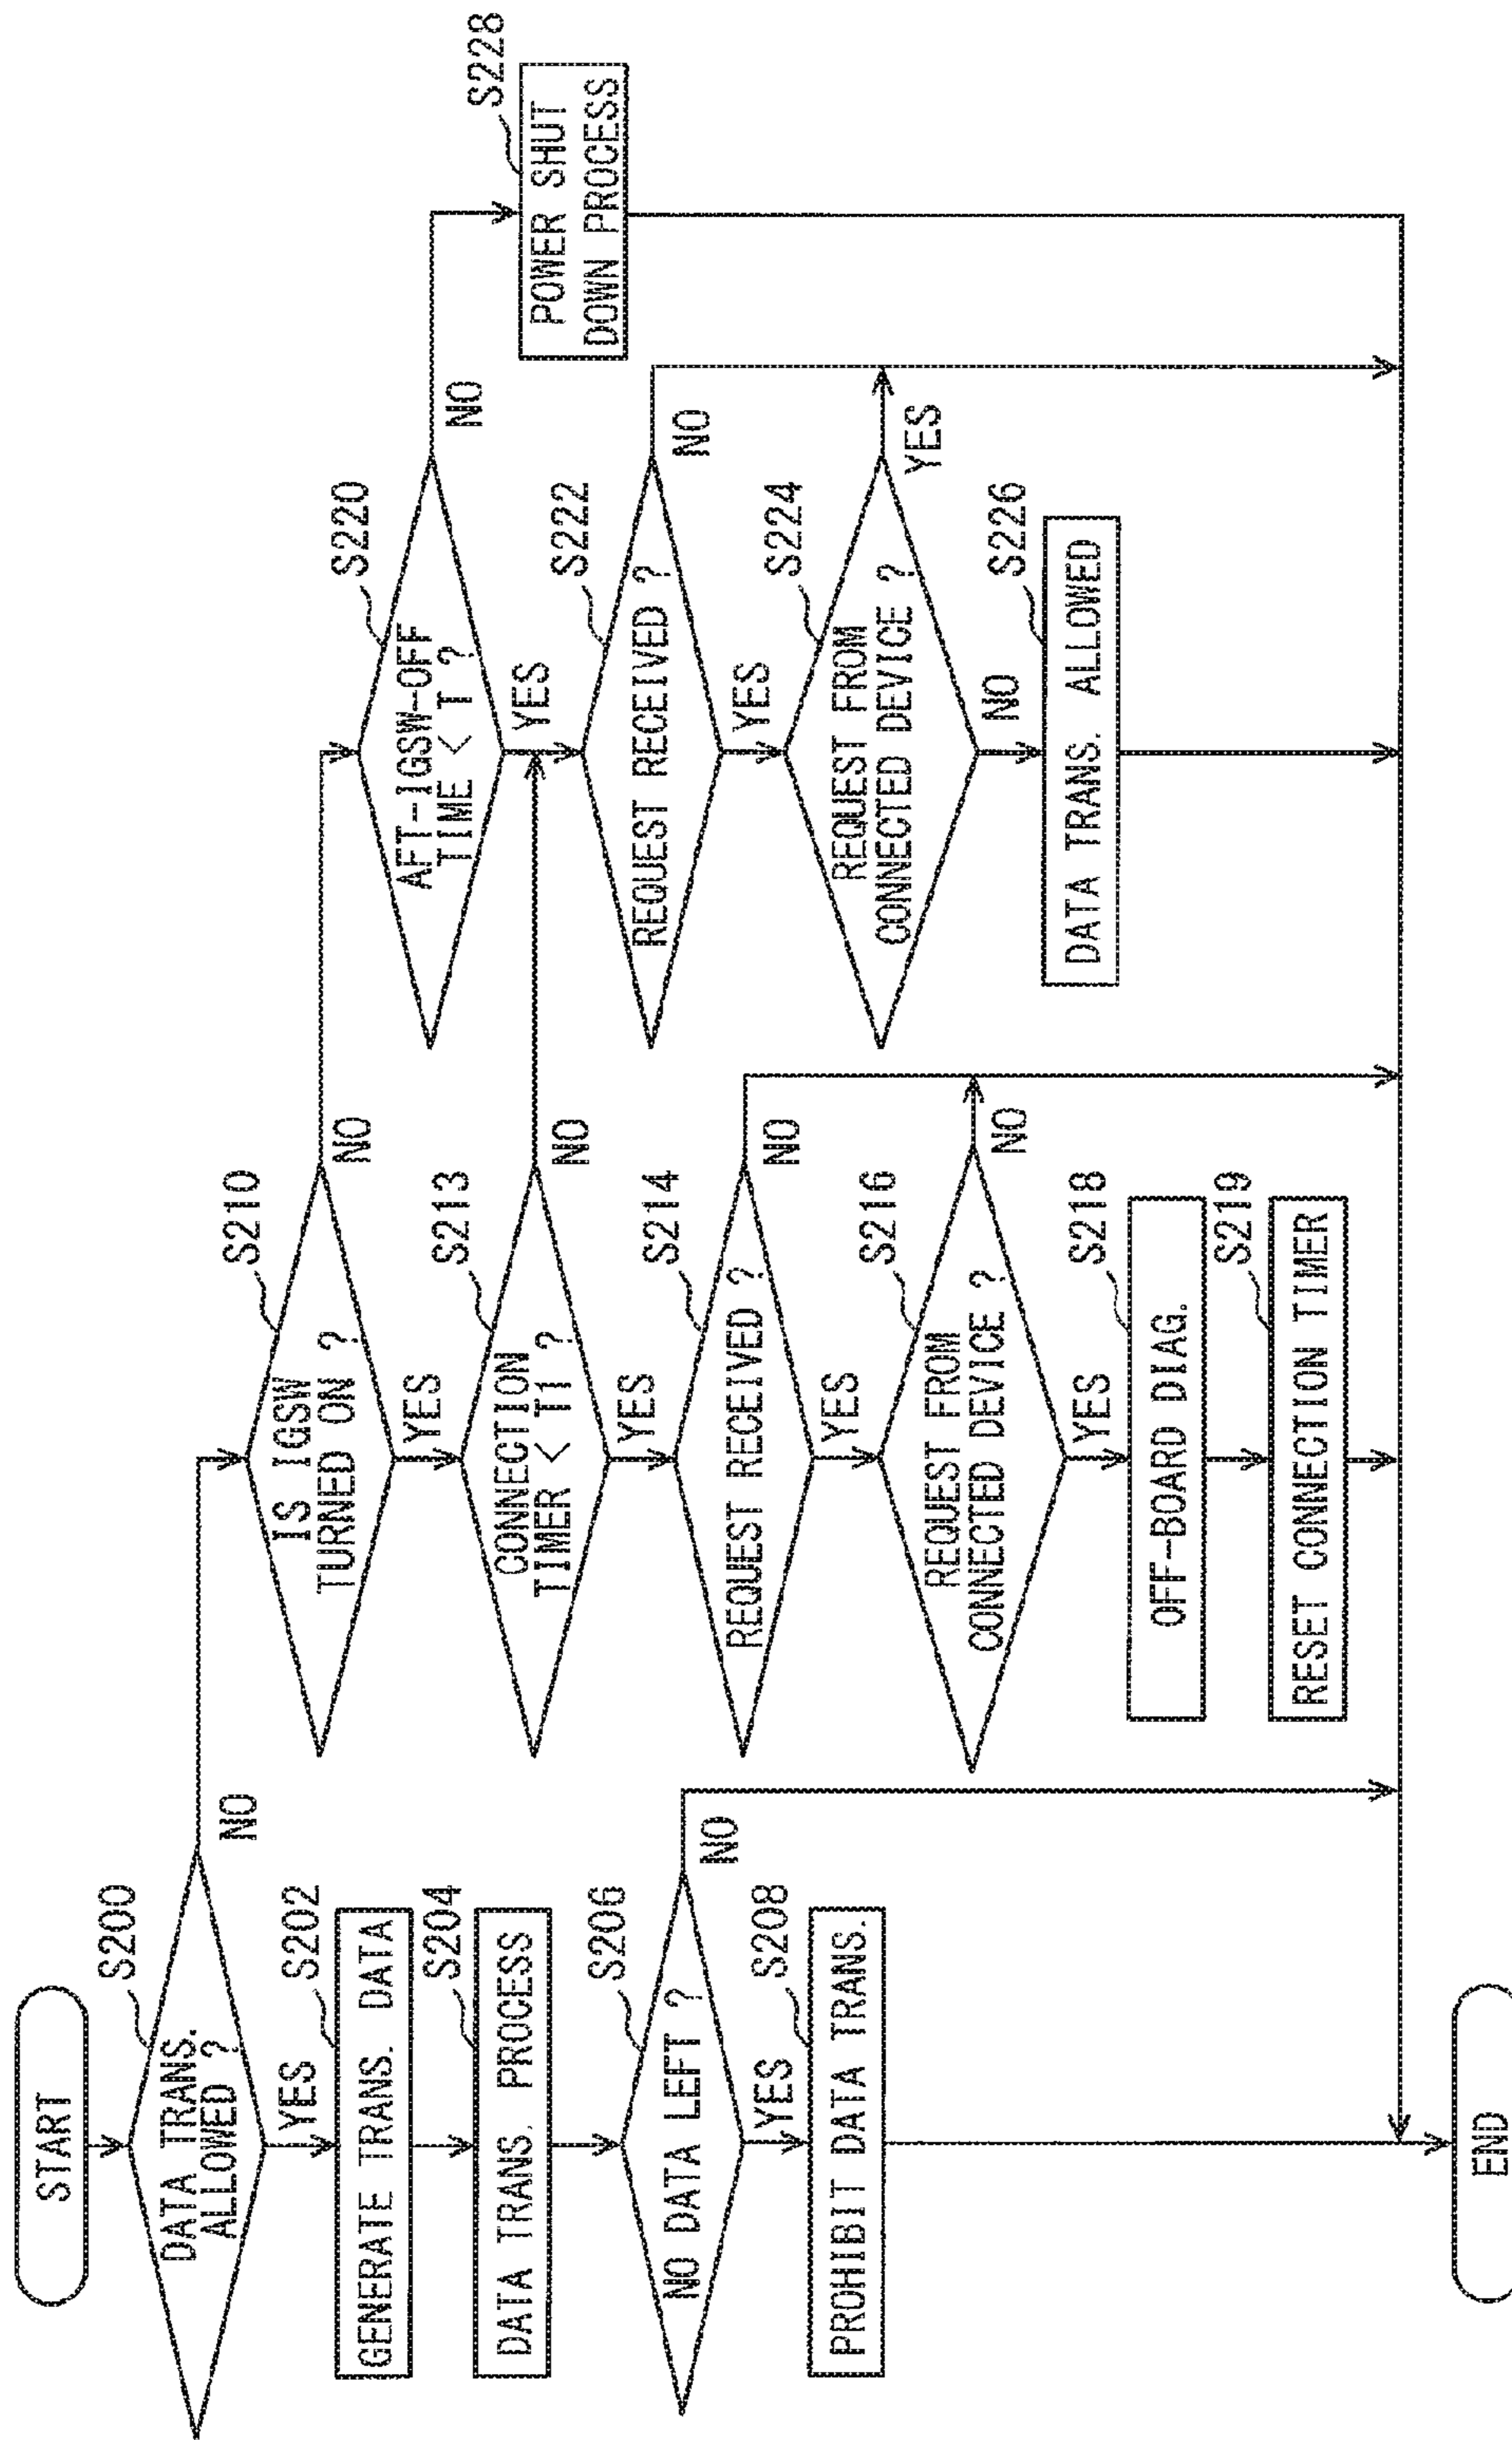 START
S200
DATA TRANS.
ALLOWED ?
NO
YES
S202
GENERATE TRANS. DATA
S204
DATA TRANS. PROCESS
S206
NO DATA LEFT ?
NO
YES
S208
PROHIBIT DATA TRANS.
S210
IS IGSW
TURNED ON ?
NO
YES
S213
CONNECTION
TIMER < T1 ?
NO
YES
S214
REQUEST RECEIVED ?
NO
YES
S216
REQUEST FROM
CONNECTED DEVICE ?
NO
YES
S218
OFF-BOARD DIAG.
S219
RESET CONNECTION TIMER
S220
AFT-IGSW-OFF
TIME < T ?
NO
YES
S222
REQUEST RECEIVED ?
NO
YES
S224
REQUEST FROM
CONNECTED DEVICE ?
YES
NO
S226
DATA TRANS. ALLOWED
S228
POWER SHUT
DOWN PROCESS
END